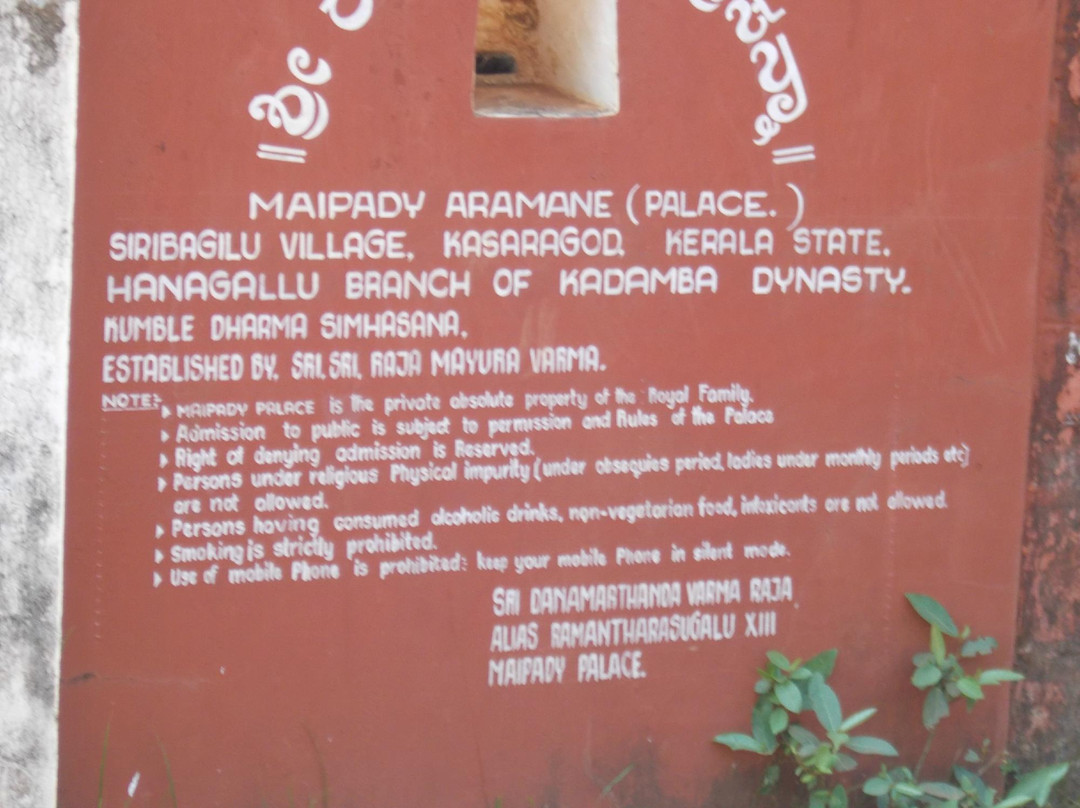 ॥ ಶ್ರೀ
॥
MAIPADY ARAMANE (PALACE.)
SIRIBAGILU VILLAGE, KASARAGOD, KERALA STATE.
HANAGALLU BRANCH OF KADAMBA DYNASTY.
KUMBLE DHARMA SIMHASANA.
ESTABLISHED BY. SRI. SRI. RAJA MAYURA VARMA.
NOTE:- MAIPADY PALACE is The private absolute property of the Royal Family.
Admission to public is subject to permission and Rules of the Palace
Right of denying admission is Reserved.
Persons under religious Physical impurity (under obsequies period, ladies under monthly periods etc)
are not allowed.
Persons having consumed alcoholic drinks, non-vegetarian food, intoxicants are not allowed.
Smoking is strictly prohibited.
Use of mobile Phone is prohibited: keep your mobile Phone in silent mode.
SRI DANAMARTHANDA VARMA RAJA
ALIAS RAMANTHARASUGALU XIII
MAIPADY PALACE.